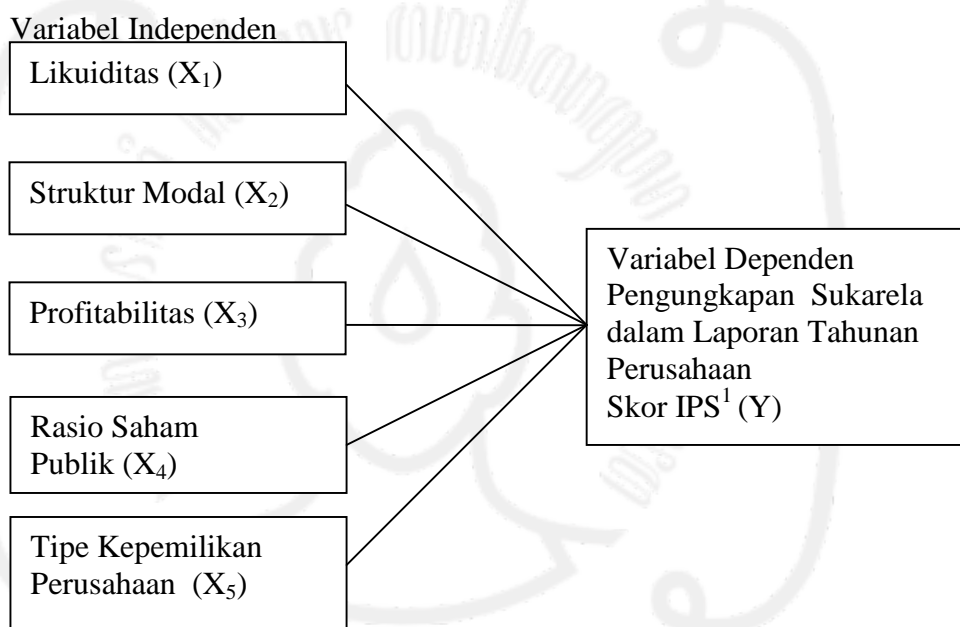 Variabel Independen
Likuiditas (X₁)
Struktur Modal (X₂)
Profitabilitas (X₃)
Rasio Saham
Publik (X₄)
Tipe Kepemilikan
Perusahaan (X₅)
Variabel Dependen
Pengungkapan Sukarela
dalam Laporan Tahunan
Perusahaan
Skor IPS¹ (Y)